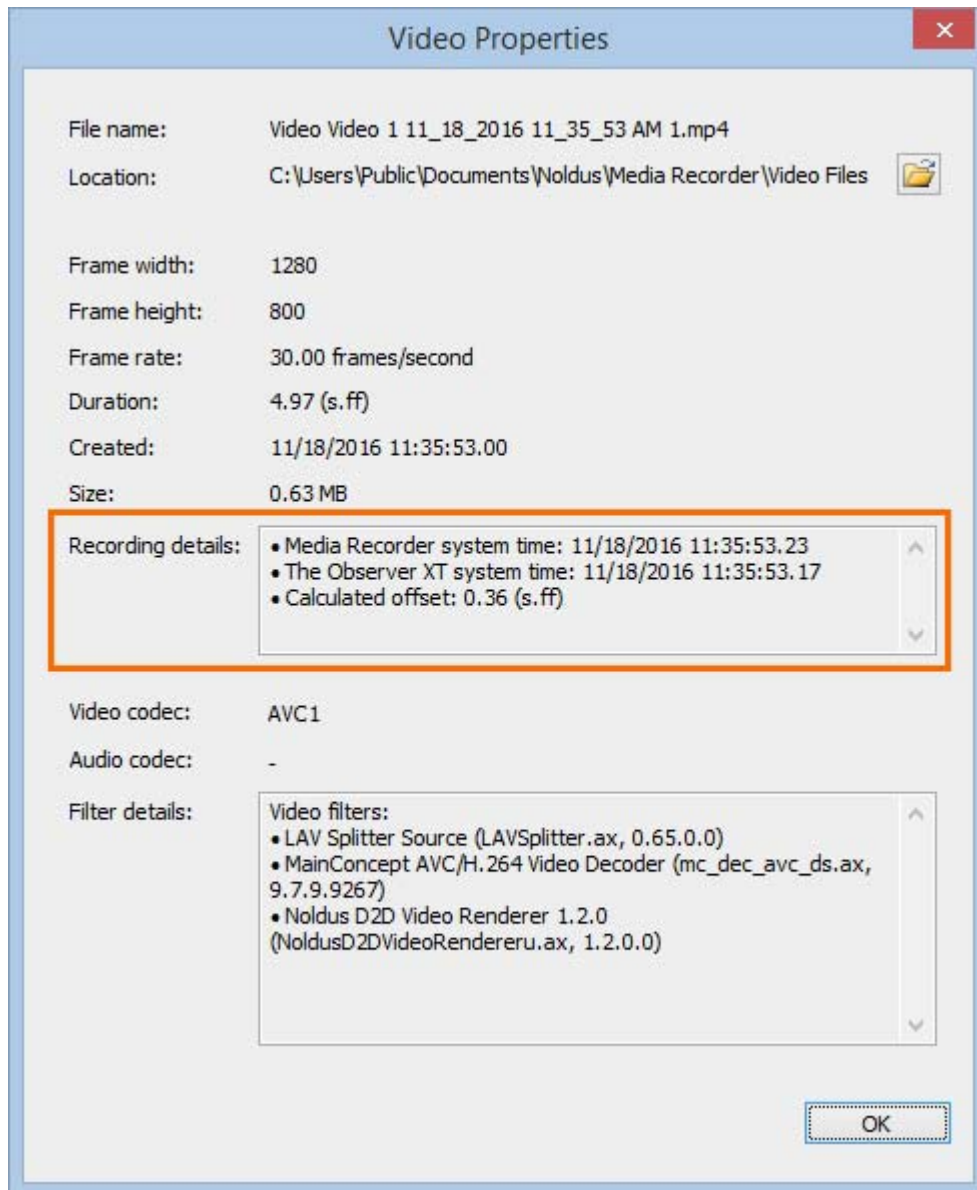 Video Properties
File name: Video Video 1 11_18_2016 11_35_53 AM 1.mp4
Location: C:\Users\Public\Documents\Noldus\Media Recorder\Video Files
Frame width: 1280
Frame height: 800
Frame rate: 30.00 frames/second
Duration: 4.97 (s.ff)
Created: 11/18/2016 11:35:53.00
Size: 0.63 MB
Recording details: • Media Recorder system time: 11/18/2016 11:35:53.23
• The Observer XT system time: 11/18/2016 11:35:53.17
• Calculated offset: 0.36 (s.ff)
Video codec: AVC1
Audio codec: -
Filter details: Video filters:
• LAV Splitter Source (LAVSplitter.ax, 0.65.0.0)
• MainConcept AVC/H.264 Video Decoder (mc_dec_avc_ds.ax,
9.7.9.9267)
• Noldus D2D Video Renderer 1.2.0
(NoldusD2DVideoRendereru.ax, 1.2.0.0)
OK